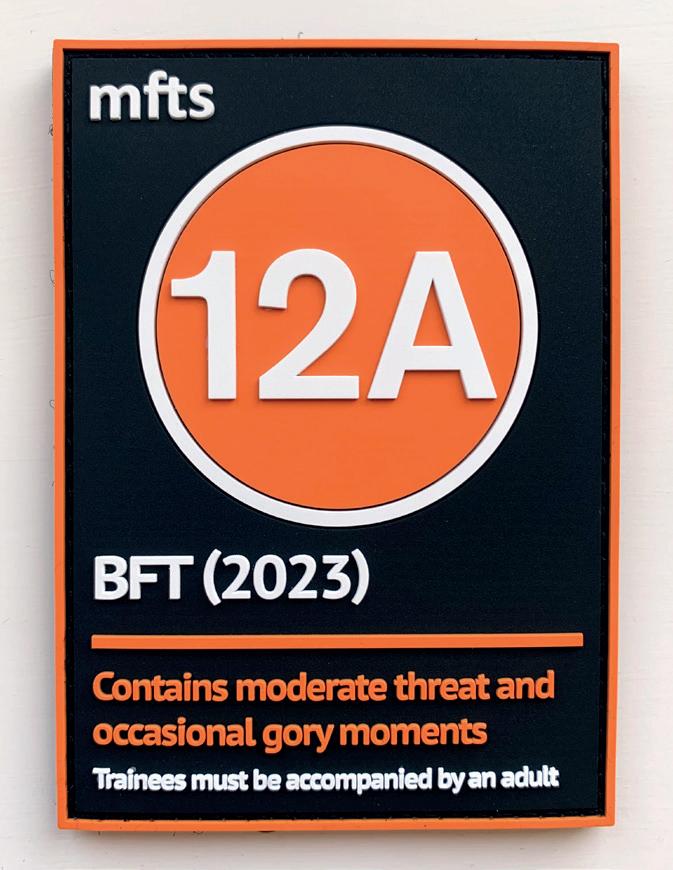 mfts
12A
BFT (2023)
Contains moderate threat and
occasional gory moments
Trainees must be accompanied by an adult